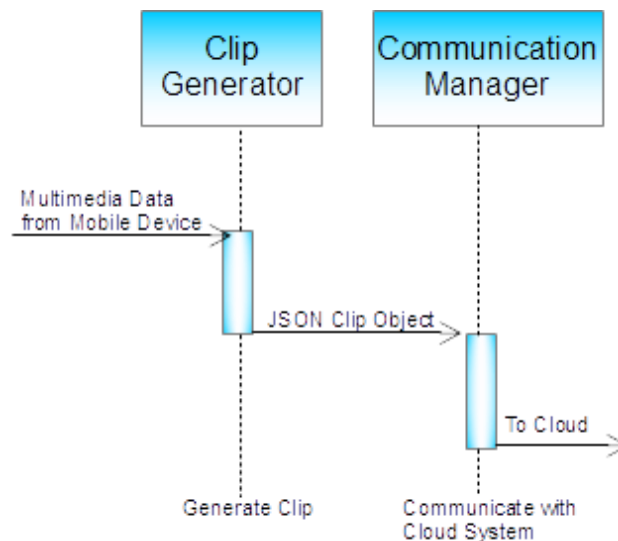 Clip
Generator
Communication
Manager
Multimedia Data
from Mobile Device
JSON Clip Object
To Cloud
Generate Clip
Communicate with
Cloud System